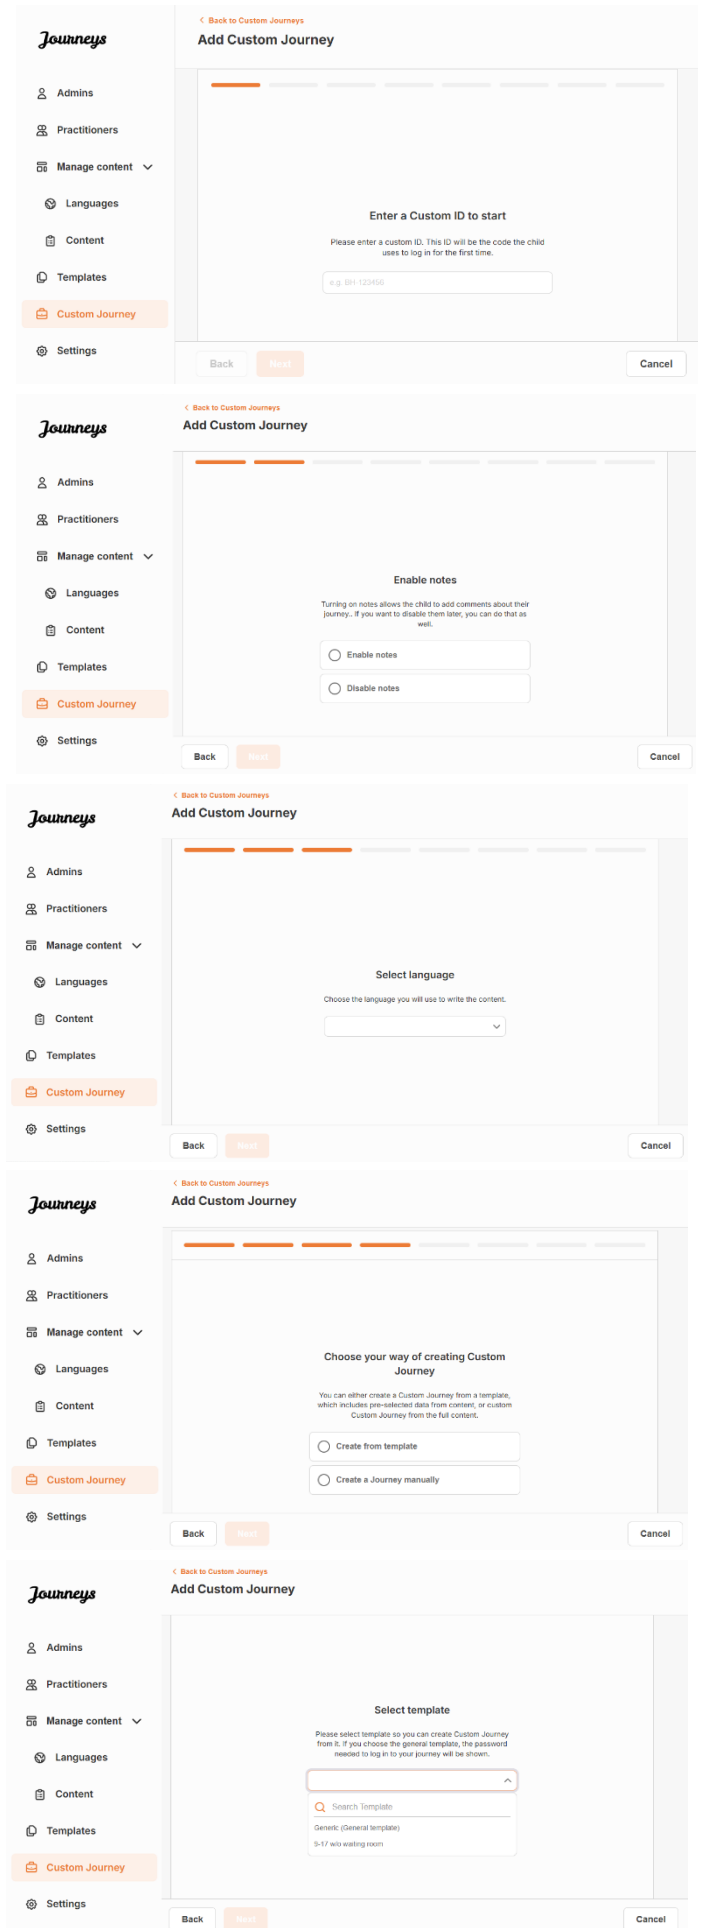 Journeys
Back to Custom Journeys
Add Custom Journey
Admins
Practitioners
Manage content
Languages
Content
Templates
Custom Journey
Settings
Enter a Custom ID to start
Please enter a custom ID. This ID will be the code the child
uses to log in for the first time.
e.g. BH 123456
Back
Next
Cancel
Journeys
Back to Custom Journeys
Add Custom Journey
Admins
Practitioners
Manage content
Languages
Content
Templates
Custom Journey
Settings
Enable notes
Turning on notes allows the child to add comments about their
journey.. If you want to disable them later, you can do that as
well.
Enable notes
Disable notes
Back
Next
Cancel
Journeys
Back to Custom Journeys
Add Custom Journey
Admins
Practitioners
Manage content
Languages
Content
Templates
Custom Journey
Settings
Select language
Choose the language you will use to write the content.
Back
Next
Cancel
Journeys
Back to Custom Journeys
Add Custom Journey
Admins
Practitioners
Manage content
Languages
Content
Templates
Custom Journey
Settings
Choose your way of creating Custom
Journey
You can either create a Custom Journey from a template,
which includes pre-selected data from content, or custom
Custom Journey from the full content.
Create from template
Create a Journey manually
Back
Next
Cancel
Journeys
Back to Custom Journeys
Add Custom Journey
Admins
Practitioners
Manage content
Languages
Content
Templates
Custom Journey
Settings
Select template
Please select template so you can create Custom Journey
from it. If you choose the general template, the password
needed to log in to your journey will be shown.
Search Template
Generic (General template)
5-17 w/o waiting room
Back
Next
Cancel